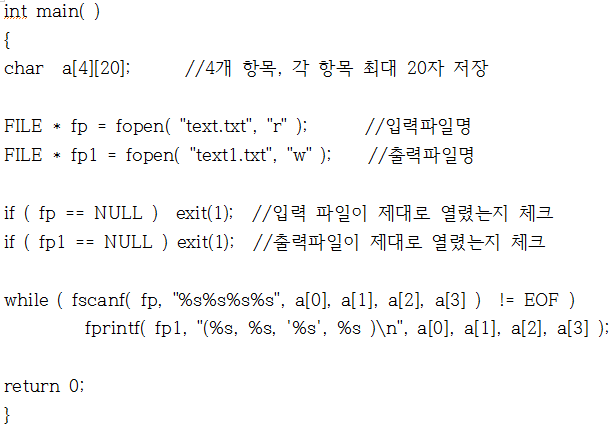 int main( )
{
char  a[4][20];      //4개 항목, 각 항목 최대 20자 저장
FILE * fp = fopen( "text.txt", "r" );      //입력파일명
FILE * fp1 = fopen( "text1.txt", "w" );    //출력파일명
if ( fp == NULL )  exit(1);  //입력 파일이 제대로 열렸는지 체크
if ( fp1 == NULL ) exit(1);  //출력파일이 제대로 열렸는지 체크
while ( fscanf( fp, "%s%s%s%s", a[0], a[1], a[2], a[3] )  != EOF )
fprintf( fp1, "(%s, %s, '%s', %s )\n", a[0], a[1], a[2], a[3] );
return 0;
}